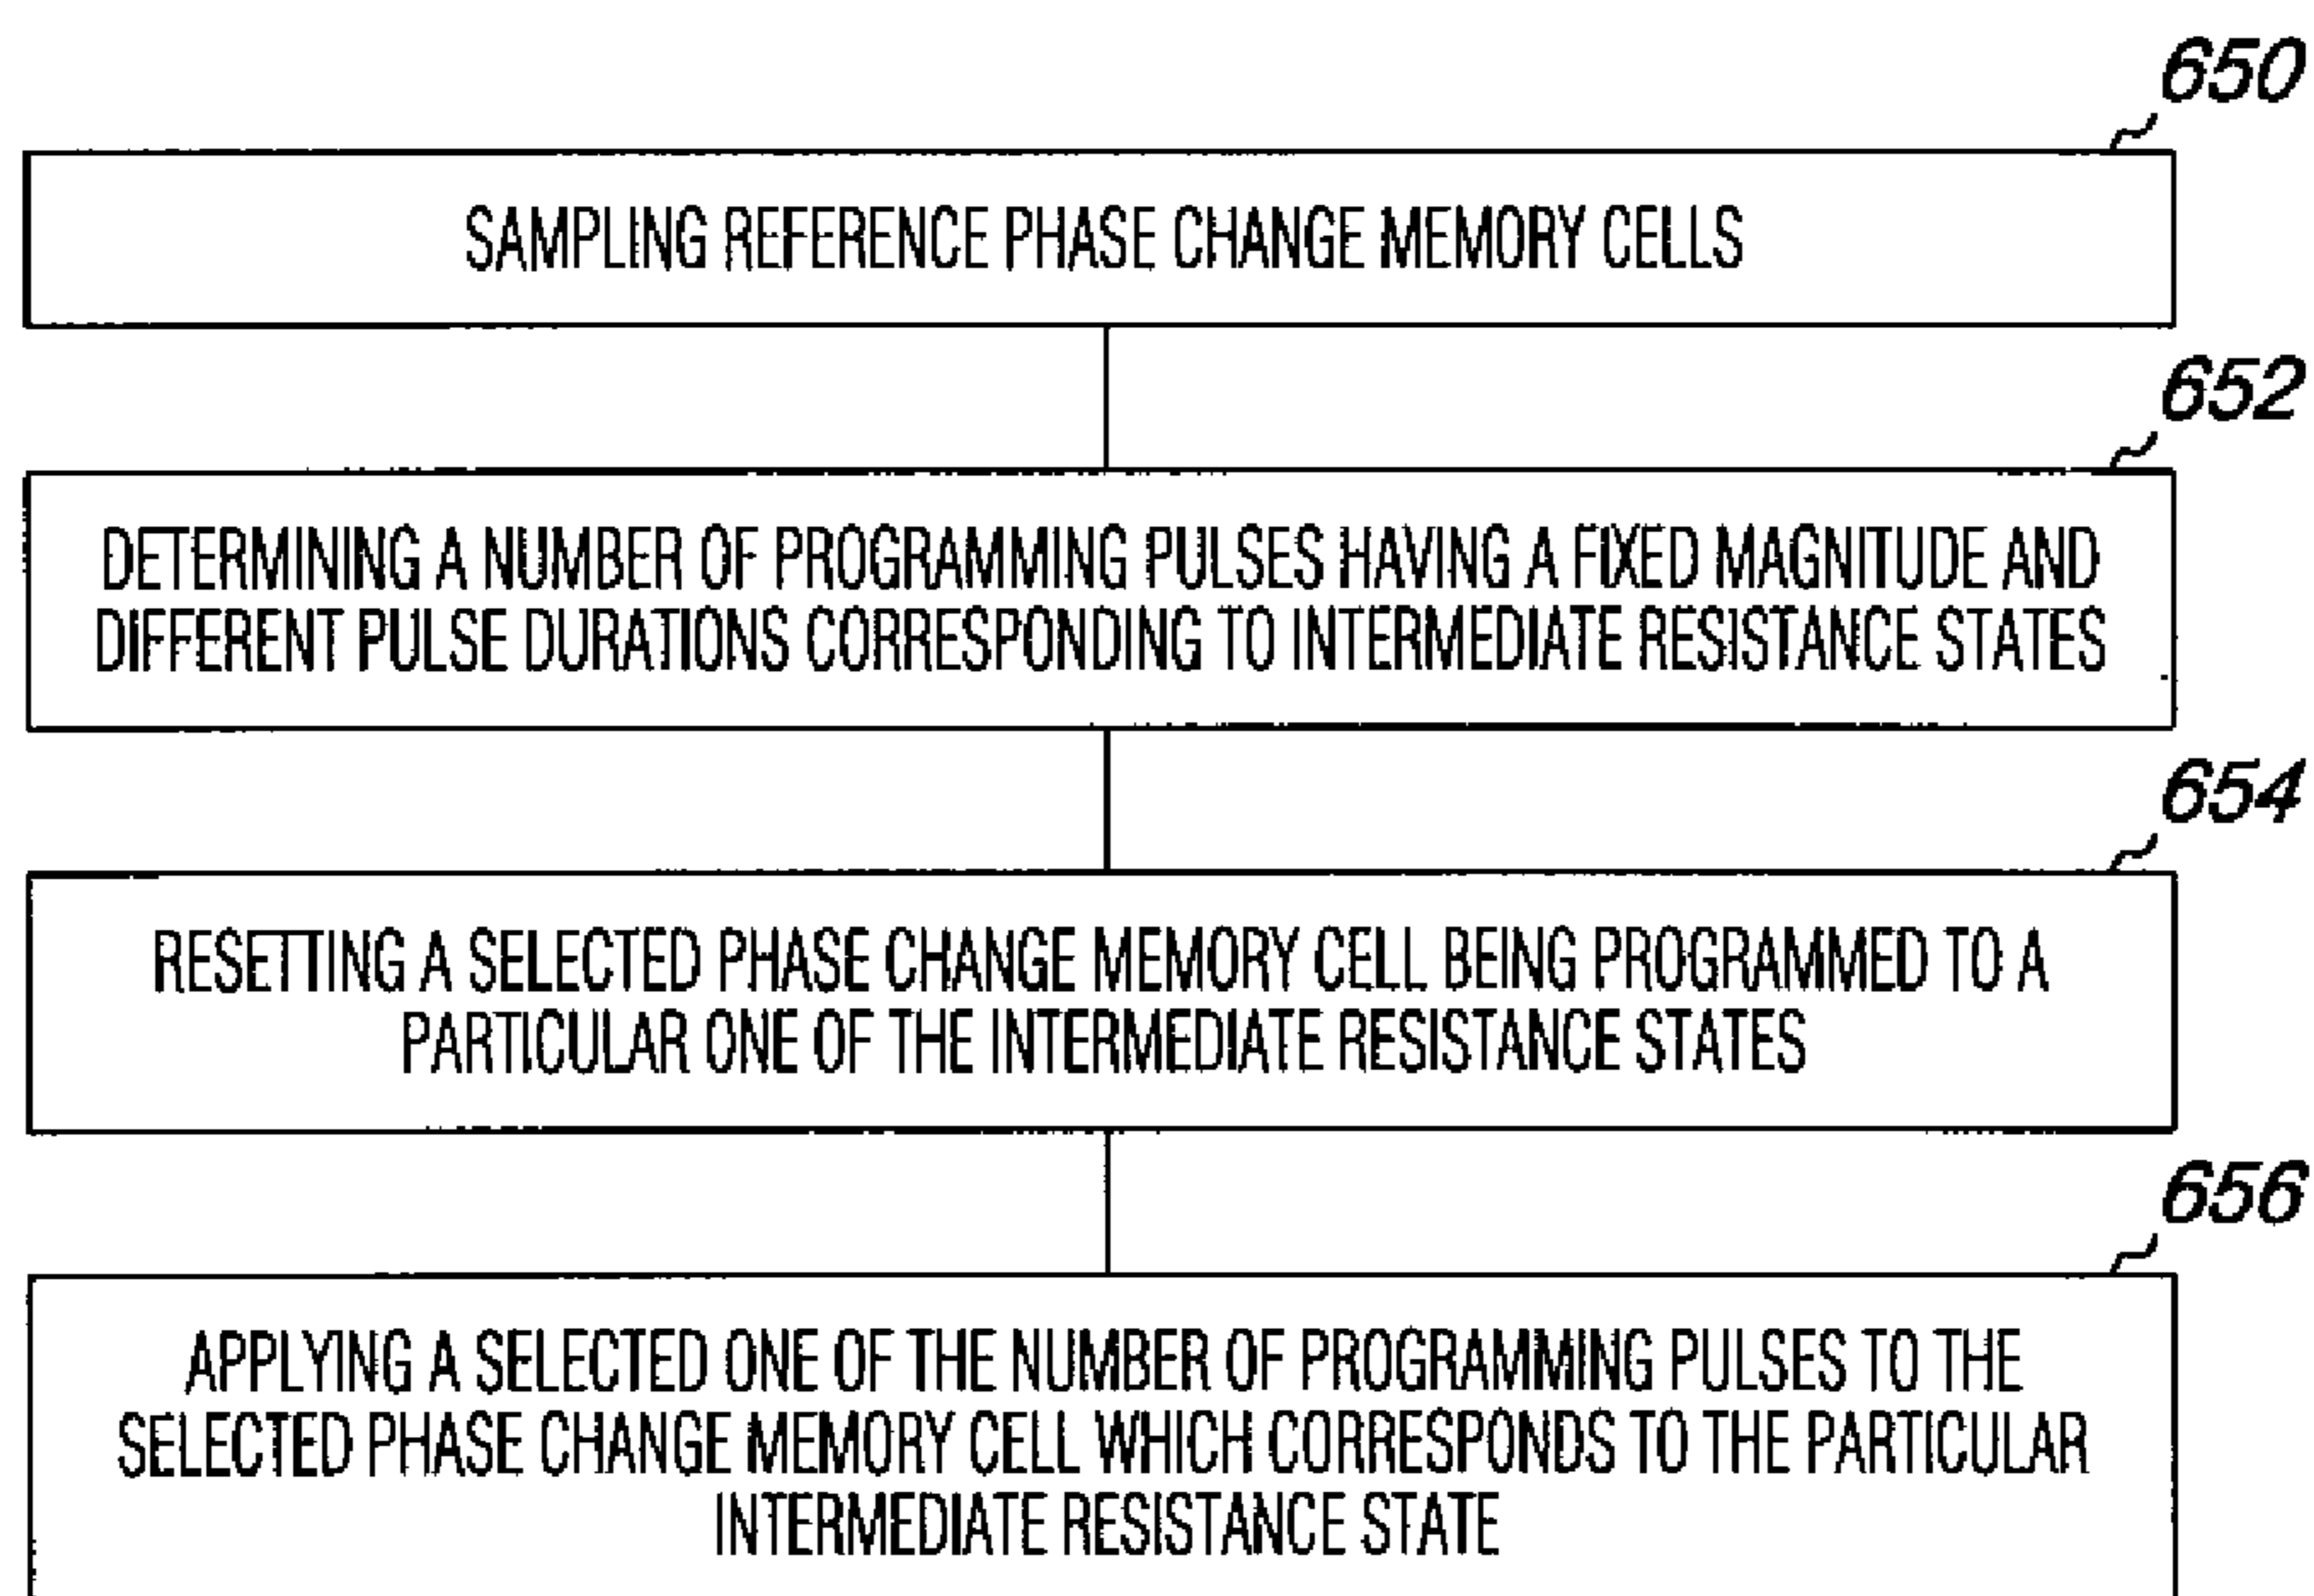 650
SAMPLING REFERENCE PHASE CHANGE MEMORY CELLS
652
DETERMINING A NUMBER OF PROGRAMMING PULSES HAVING A FIXED MAGNITUDE AND
DIFFERENT PULSE DURATIONS CORRESPONDING TO INTERMEDIATE RESISTANCE STATES
654
RESETTING A SELECTED PHASE CHANGE MEMORY CELL BEING PROGRAMMED TO A
PARTICULAR ONE OF THE INTERMEDIATE RESISTANCE STATES
656
APPLYING A SELECTED ONE OF THE NUMBER OF PROGRAMMING PULSES TO THE
SELECTED PHASE CHANGE MEMORY CELL WHICH CORRESPONDS TO THE PARTICULAR
INTERMEDIATE RESISTANCE STATE